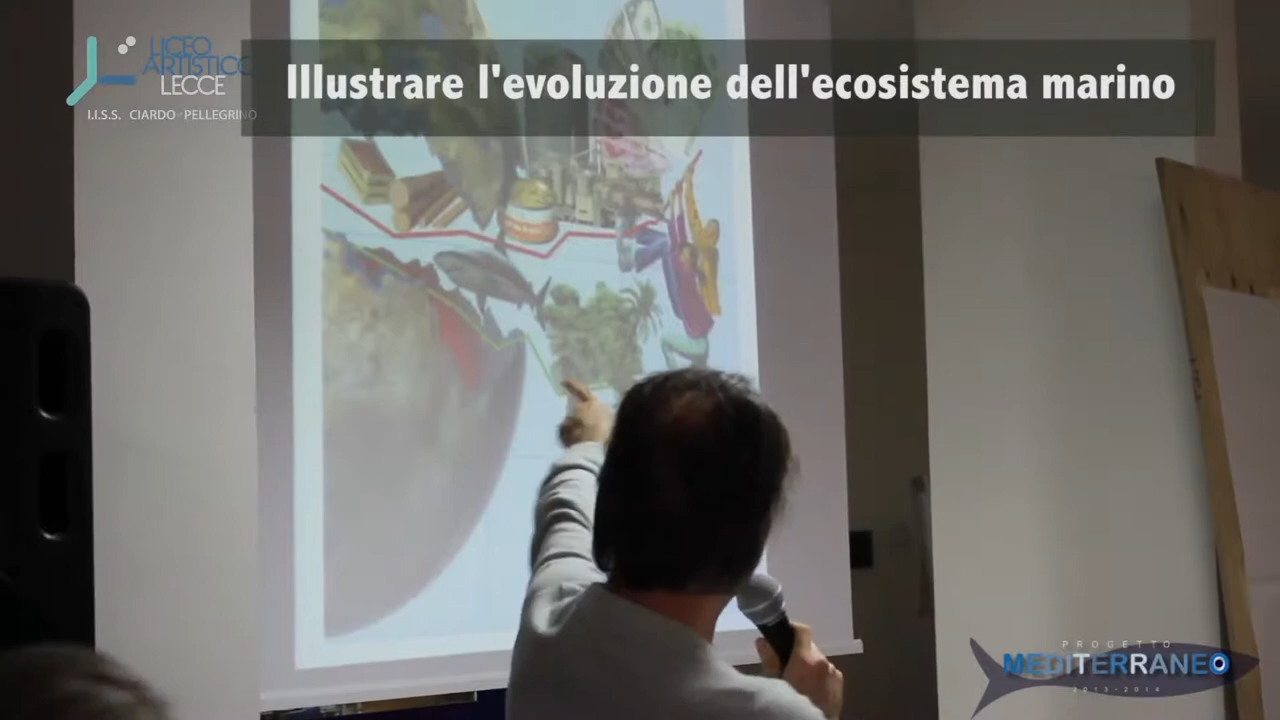 LICEO
ARTISTICO
LECCE
I.I.S.S. CIARDO-PELLEGRINO
Illustrare l'evoluzione dell'ecosistema marino
PROGETTO
MEDITERRANEO
2013-2014